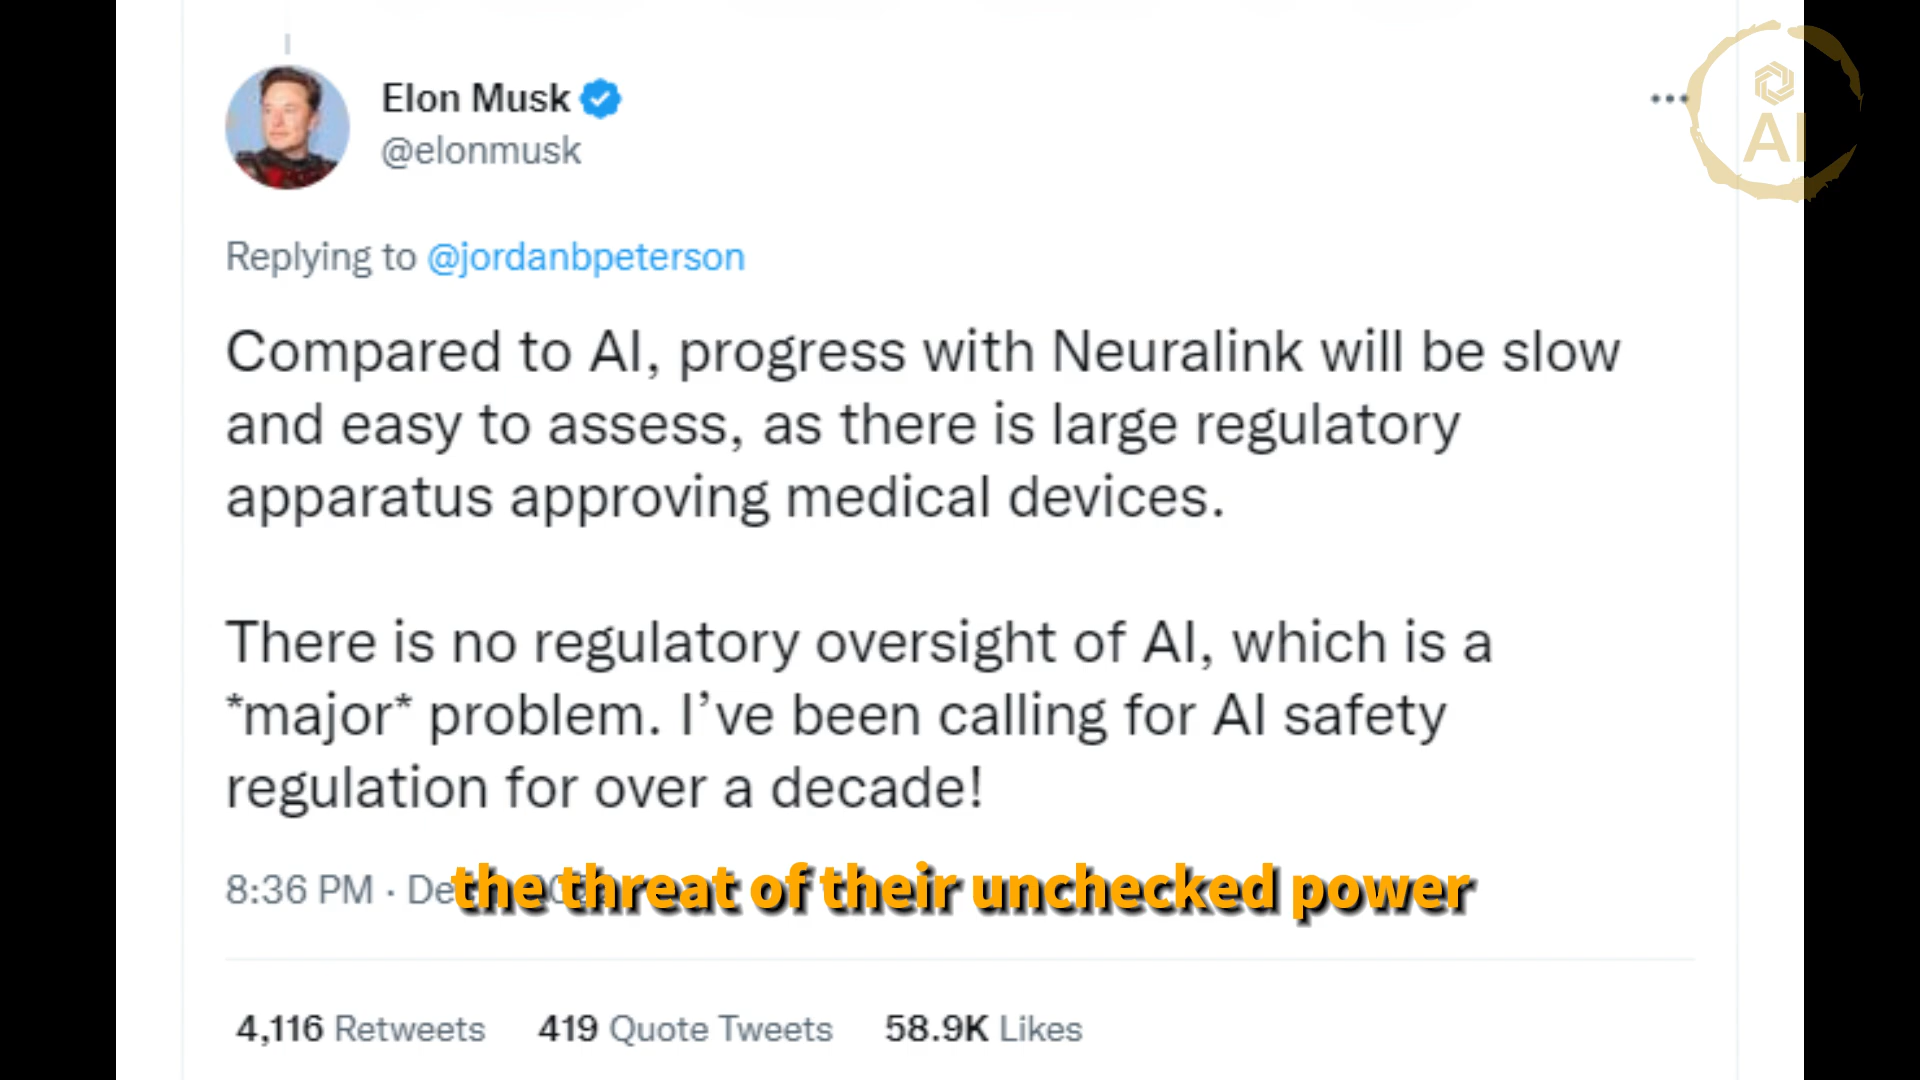 Elon Musk
@elonmusk
AI
Replying to @jordanbpeterson
Compared to AI, progress with Neuralink will be slow
and easy to assess, as there is large regulatory
apparatus approving medical devices.
There is no regulatory oversight of AI, which is a
*major* problem. I’ve been calling for AI safety
regulation for over a decade!
8:36 PM ·
the threat of their unchecked power
4,116 Retweets 419 Quote Tweets 58.9K Likes